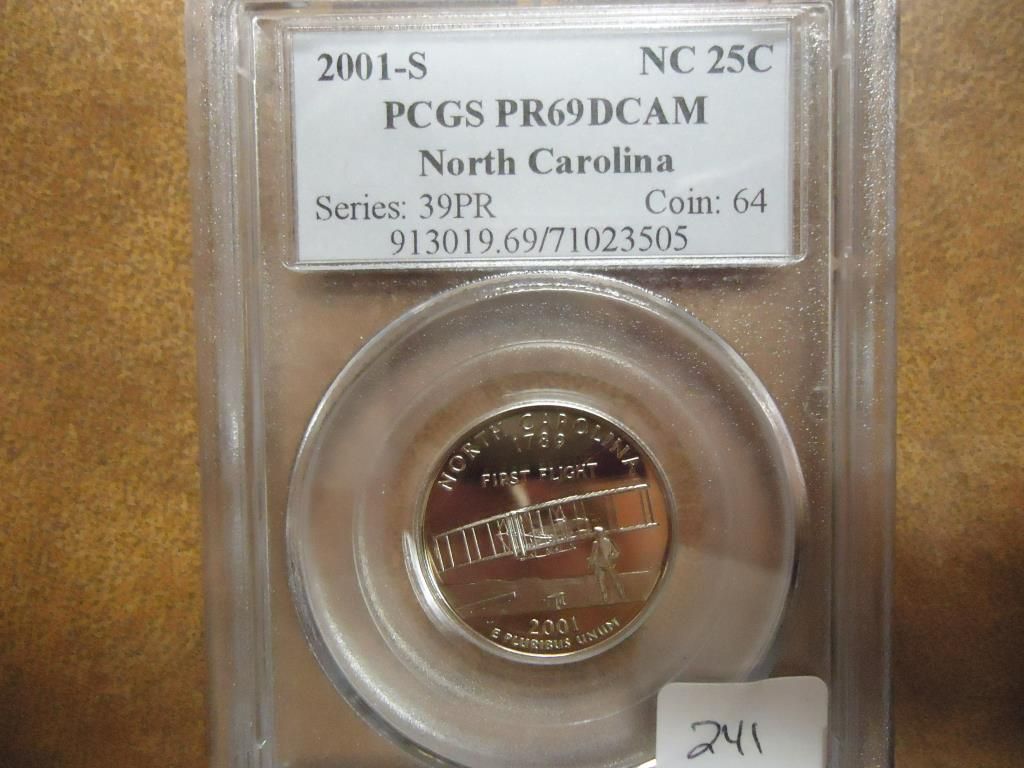 2001-S NC 25C
PCGS PR69DCAM
North Carolina
Series: 39PR Coin: 64
913019.69/71023505
NORTH CAROLINA
1789
FIRST FLIGHT
2001
E PLURIBUS UNUM
241